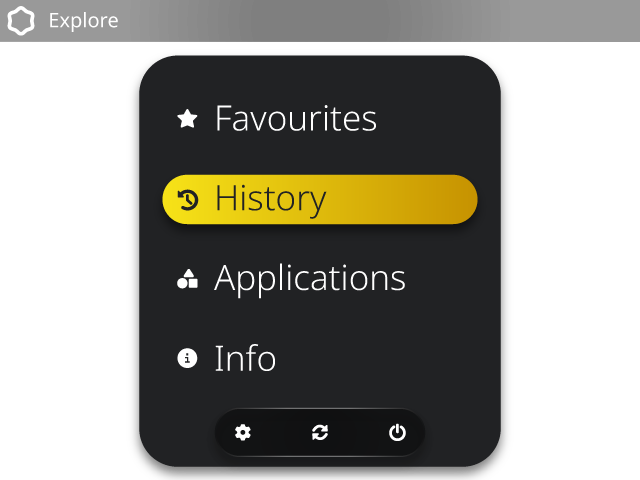 Explore
Favourites
History
Applications
Info